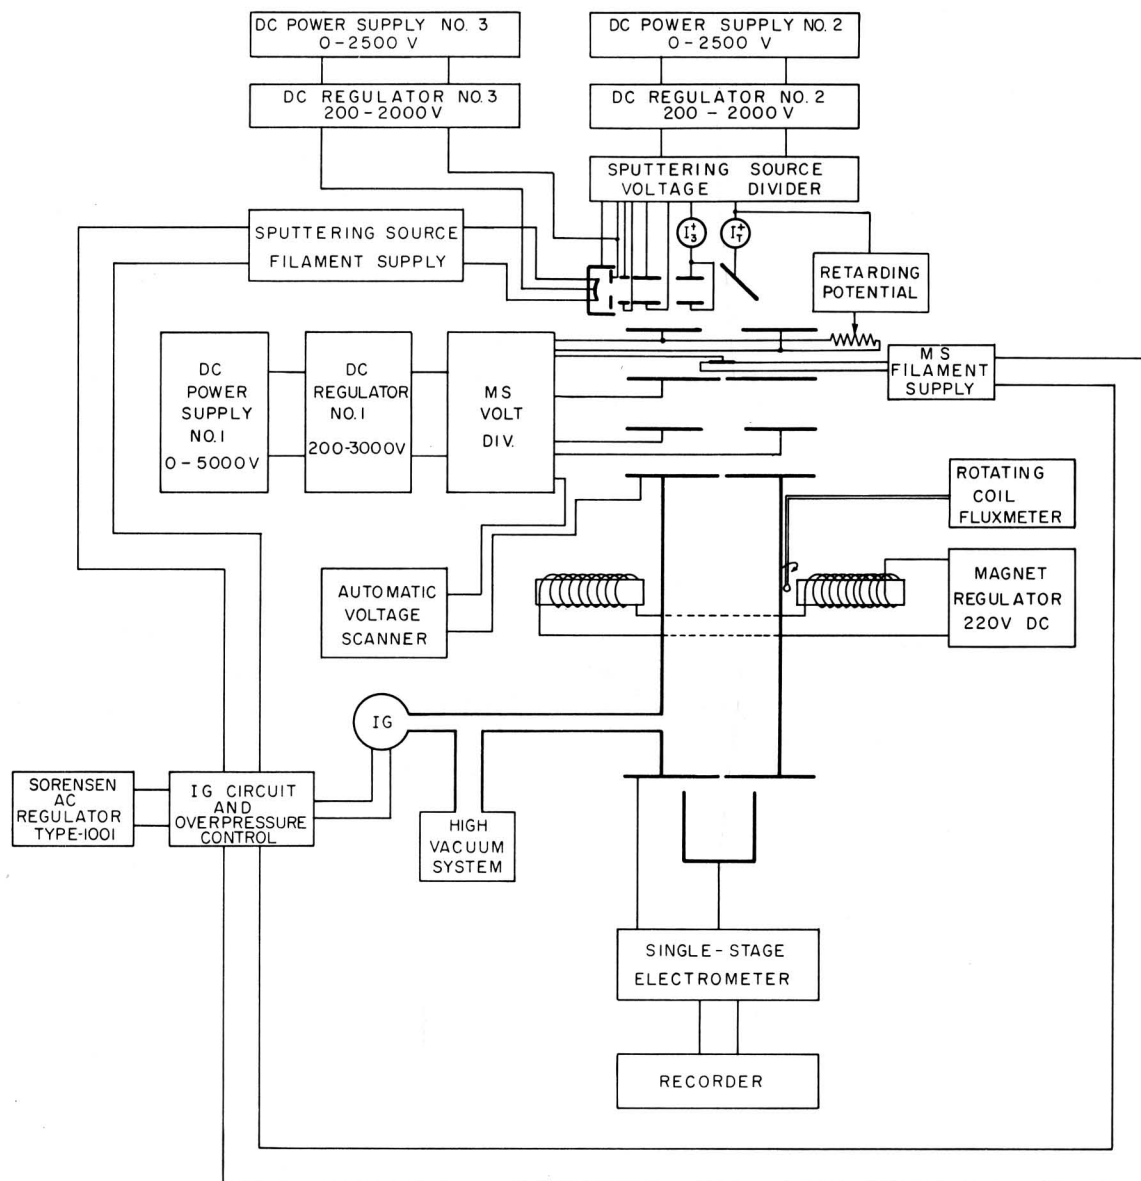 DC POWER SUPPLY NO. 3
0-2500 V
DC POWER SUPPLY NO. 2
0-2500 V
DC REGULATOR NO. 3
200-2000V
DC REGULATOR NO. 2
200 - 2000V
SPUTTERING SOURCE
VOLTAGE DIVIDER
SPUTTERING SOURCE
FILAMENT SUPPLY
I₃⁺
I_T⁺
RETARDING
POTENTIAL
DC
POWER
SUPPLY
NO. 1
0-5000V
DC
REGULATOR
NO. 1
200-3000V
MS
VOLT
DIV.
MS
FILAMENT
SUPPLY
ROTATING
COIL
FLUXMETER
AUTOMATIC
VOLTAGE
SCANNER
MAGNET
REGULATOR
220V DC
IG
SORENSEN
AC
REGULATOR
TYPE-1001
IG CIRCUIT
AND
OVERPRESSURE
CONTROL
HIGH
VACUUM
SYSTEM
SINGLE-STAGE
ELECTROMETER
RECORDER